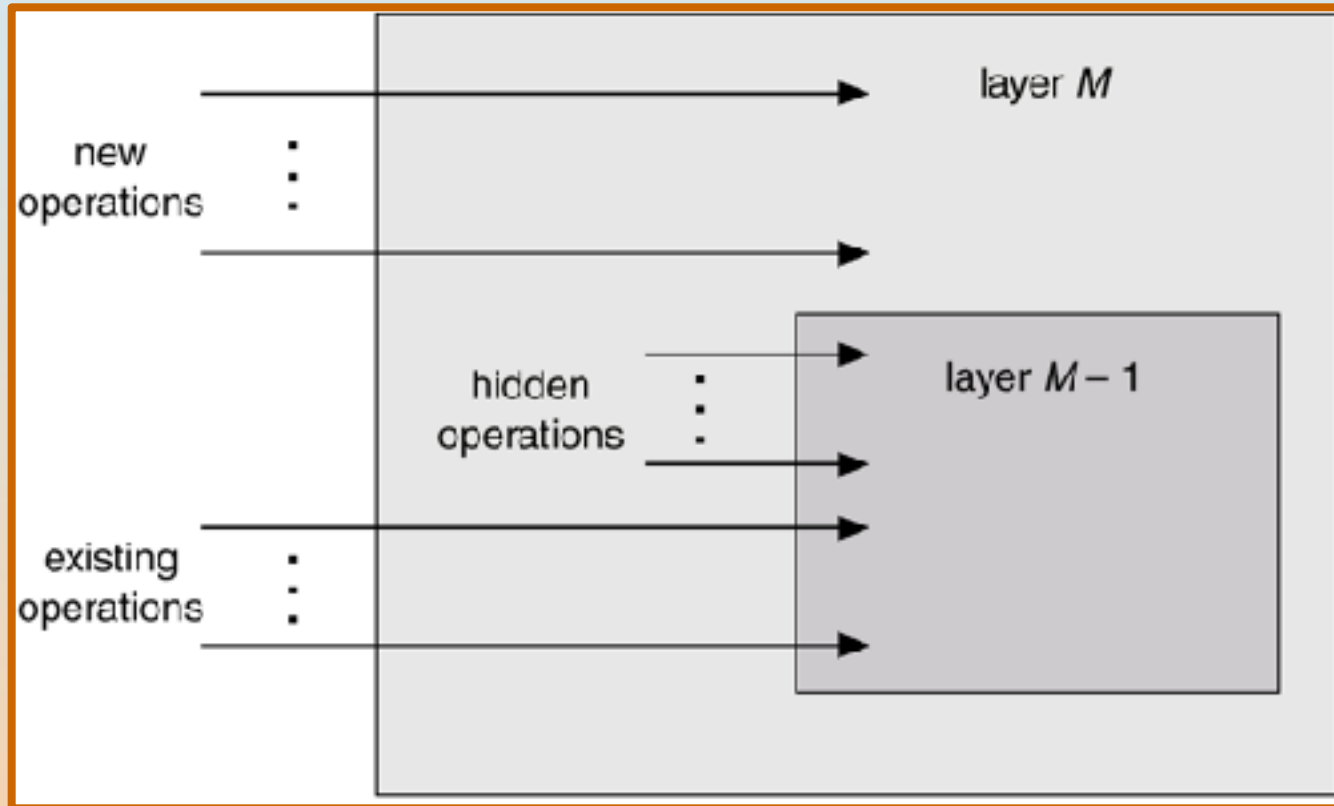 layer M
new
operations
hidden
operations
layer M – 1
existing
operations